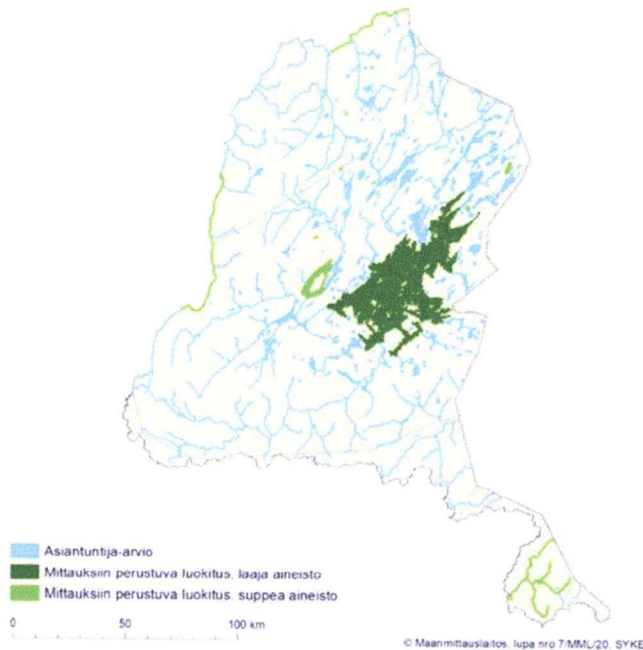 Asiantuntija-arvio
Mittauksiin perustuva luokitus, laaja aineisto
Mittauksiin perustuva luokitus, suppea aineisto
0 50 100 km
© Maanmittauslaitos, lupa nro 7/MML/20, SYKE